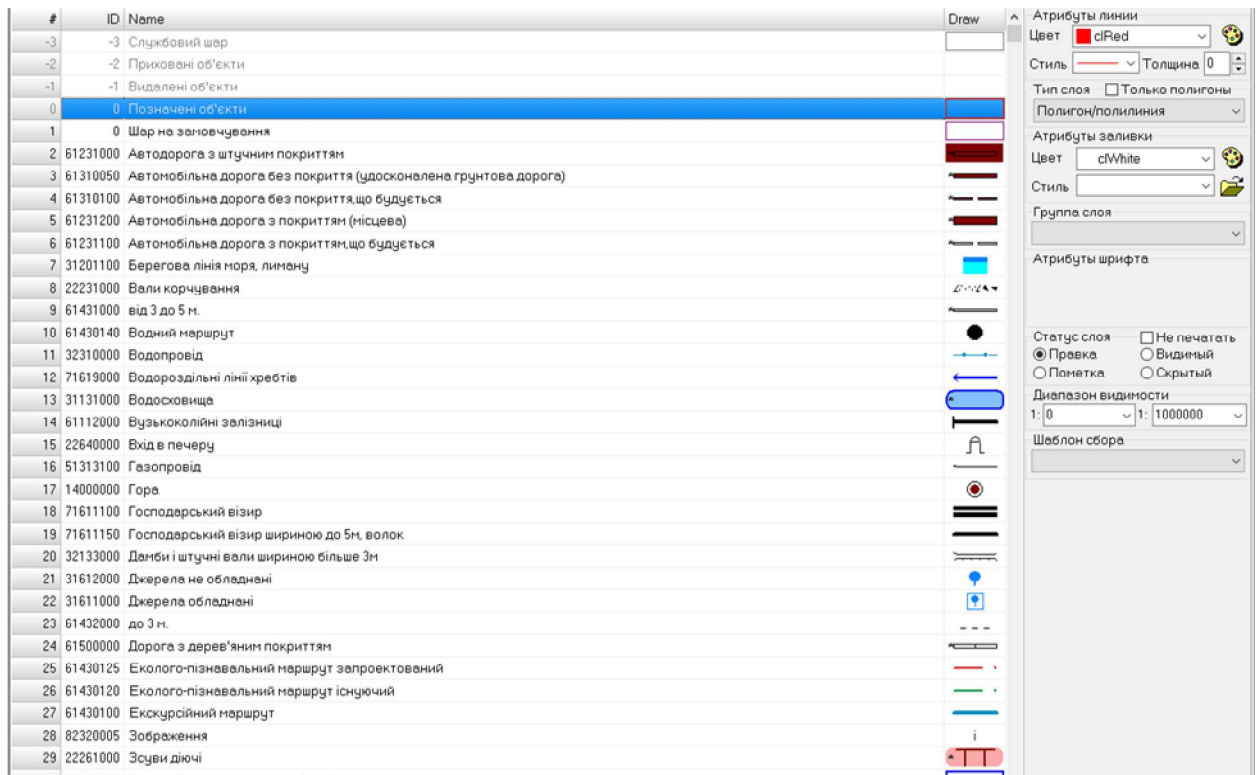 # ID Name Draw
-3 -3 Службовий шар
-2 -2 Приховані об'єкти
-1 -1 Видалені об'єкти
0 0 Позначені об'єкти
1 0 Шар на замовчування
2 61231000 Автодорога з штучним покриттям
3 61310050 Автомобільна дорога без покриття (удосконалена грунтова дорога)
4 61310100 Автомобільна дорога без покриття,що будується
5 61231200 Автомобільна дорога з покриттям (місцева)
6 61231100 Автомобільна дорога з покриттям,що будується
7 31201100 Берегова лінія моря, лиману
8 22231000 Вали корчування
9 61431000 від 3 до 5 м.
10 61430140 Водний маршрут
11 32310000 Водопровід
12 71619000 Водороздільні лінії хребтів
13 31131000 Водосховища
14 61112000 Вузькоколійні залізниці
15 22640000 Вхід в печеру
16 51313100 Газопровід
17 14000000 Гора
18 71611100 Господарський візир
19 71611150 Господарський візир шириною до 5м, волок
20 32133000 Дамби і штучні вали шириною більше 3м
21 31612000 Джерела не обладнані
22 31611000 Джерела обладнані
23 61432000 до 3 м.
24 61500000 Дорога з дерев'яним покриттям
25 61430125 Еколого-пізнавальний маршрут запроектований
26 61430120 Еколого-пізнавальний маршрут існуючий
27 61430100 Екскурсійний маршрут
28 82320005 Зображення i
29 22261000 Зсуви діючі
Атрибуты линии
Цвет clRed
Стиль Толщина 0
Тип слоя Только полигоны
Полигон/полилиния
Атрибуты заливки
Цвет clWhite
Стиль
Группа слоя
Атрибуты шрифта
Статус слоя Не печатать
Правка Видимый
Пометка Скрытый
Диапазон видимости
1: 0 1: 1000000
Шаблон сбора